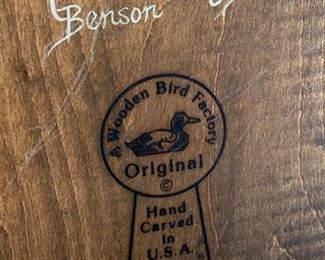 Benson
A Wooden Bird Factory
Original
©
Hand
Carved
in
U.S.A.